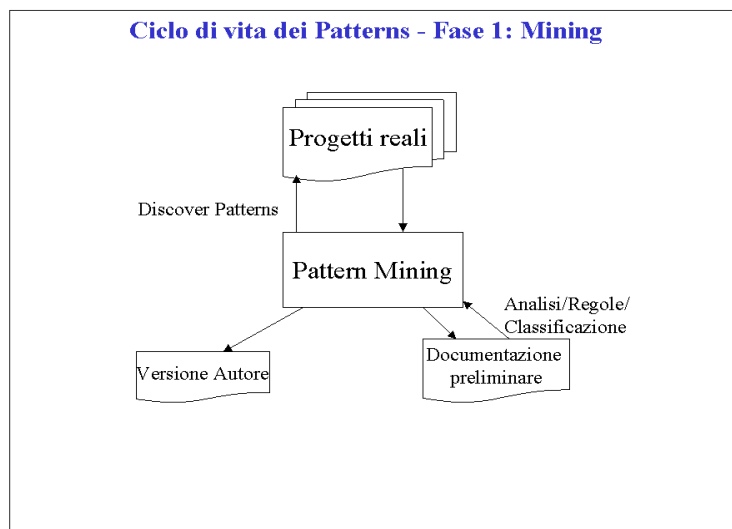 Ciclo di vita dei Patterns - Fase 1: Mining
Progetti reali
Discover Patterns
Pattern Mining
Analisi/Regole/
Classificazione
Versione Autore
Documentazione
preliminare